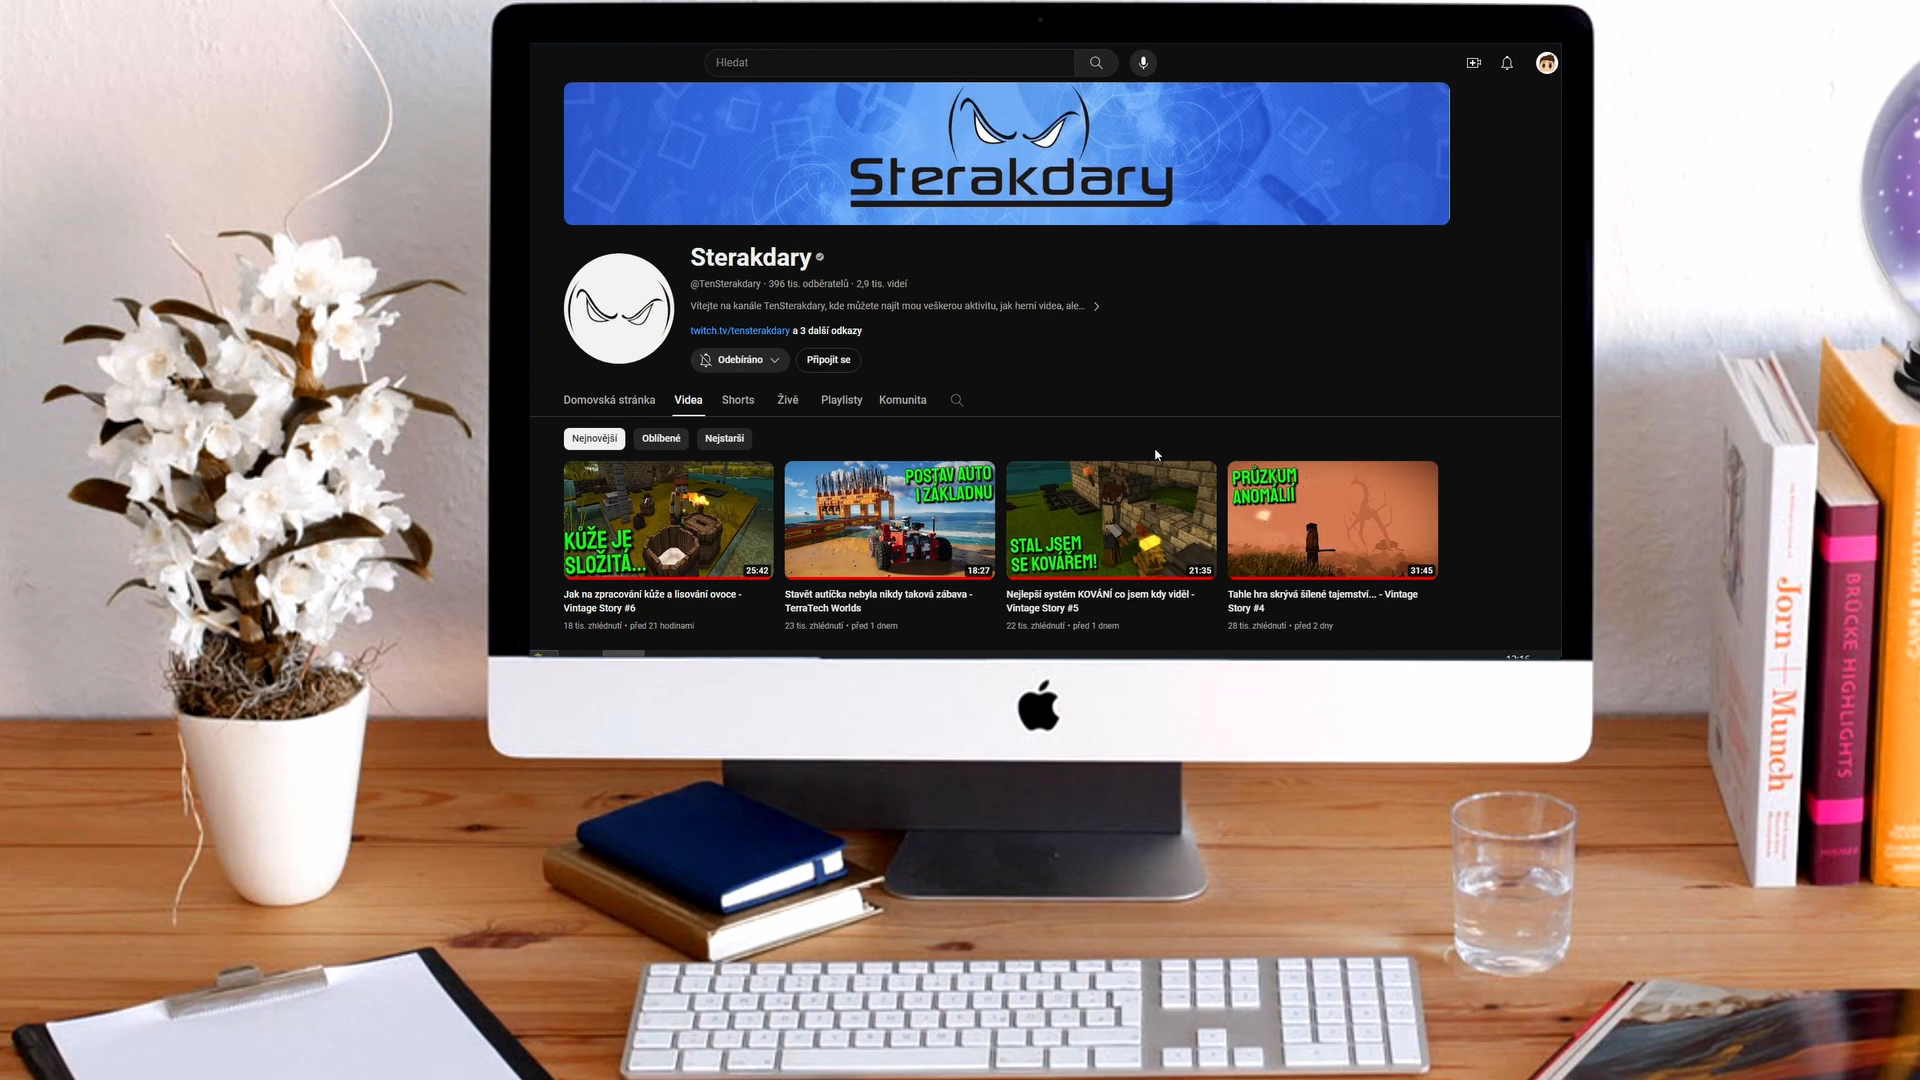 Hledat
Sterakdary
Sterakdary
@TenSterakdary · 396 tis. odběratelů · 2,9 tis. videí
Vítejte na kanále TenSterakdary, kde můžete najít mou veškerou aktivitu, jak herní videa, ale...
twitch.tv/tensterakdary a 3 další odkazy
Odebíráno
Připojit se
Domovská stránka Videa Shorts Živě Playlisty Komunita
Nejnovější Oblíbené Nejstarší
KŮŽE JE
SLOŽITÁ...
25:42
POSTAV AUTO
I ZÁKLADNU
18:27
STAL JSEM
SE KOVÁŘEM!
21:35
PRŮZKUM
ANOMÁLIÍ
31:45
Jak na zpracování kůže a lisování ovoce -
Vintage Story #6
18 tis. zhlédnutí • před 21 hodinami
Stavět autíčka nebyla nikdy taková zábava -
TerraTech Worlds
23 tis. zhlédnutí • před 1 dnem
Nejlepší systém KOVÁNÍ co jsem kdy viděl -
Vintage Story #5
22 tis. zhlédnutí • před 1 dnem
Tahle hra skrývá šílené tajemství... - Vintage
Story #4
28 tis. zhlédnutí • před 2 dny
Jorn + Munch
BRÜCKE HIGHLIGHTS